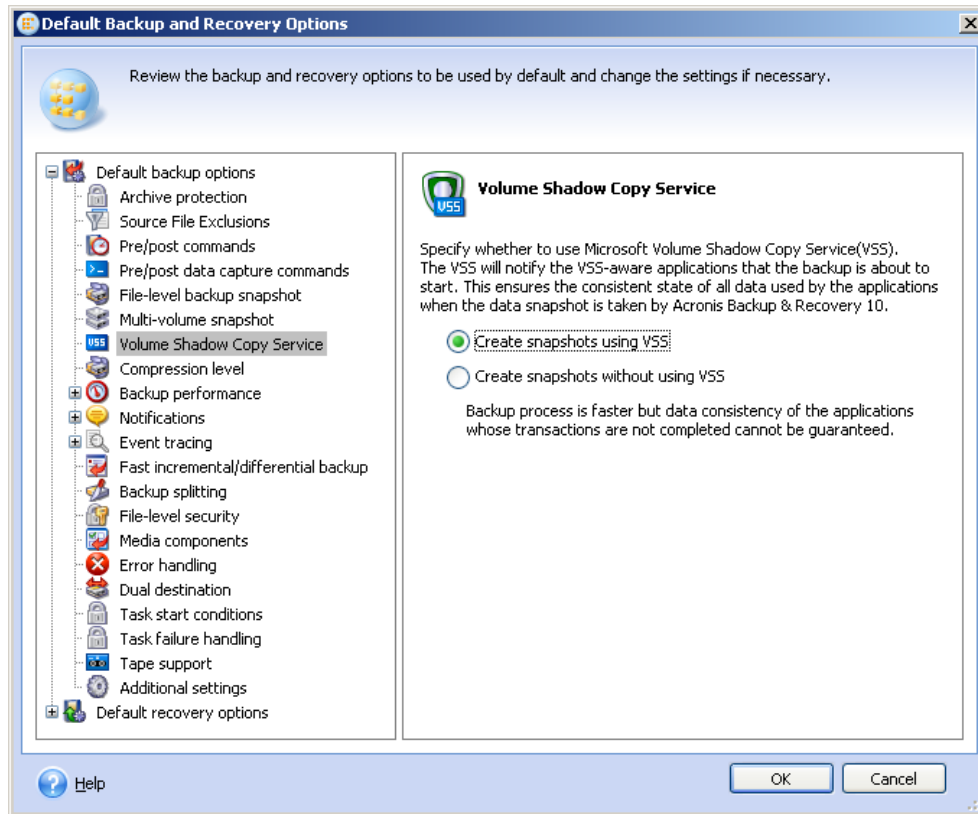 Default Backup and Recovery Options
Review the backup and recovery options to be used by default and change the settings if necessary.
Default backup options
Archive protection
Source File Exclusions
Pre/post commands
Pre/post data capture commands
File-level backup snapshot
Multi-volume snapshot
VSS Volume Shadow Copy Service
Compression level
Backup performance
Notifications
Event tracing
Fast incremental/differential backup
Backup splitting
File-level security
Media components
Error handling
Dual destination
Task start conditions
Task failure handling
Tape support
Additional settings
Default recovery options
VSS
Volume Shadow Copy Service
Specify whether to use Microsoft Volume Shadow Copy Service(VSS).
The VSS will notify the VSS-aware applications that the backup is about to
start. This ensures the consistent state of all data used by the applications
when the data snapshot is taken by Acronis Backup & Recovery 10.
Create snapshots using VSS
Create snapshots without using VSS
Backup process is faster but data consistency of the applications
whose transactions are not completed cannot be guaranteed.
Help
OK
Cancel